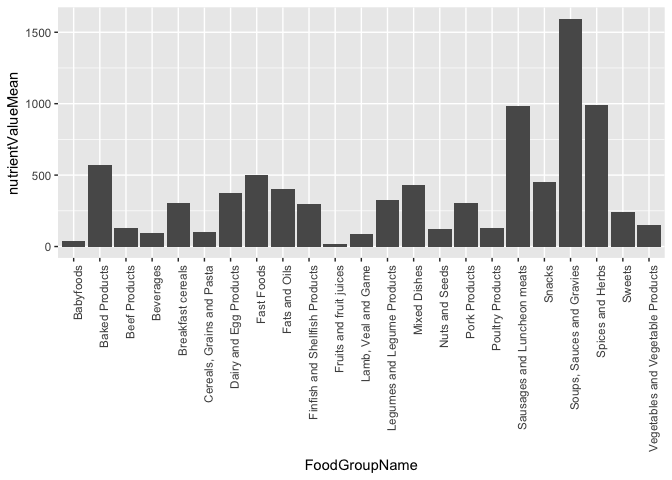 nutrientValueMean
1500
1000
500
0
Babyfoods
Baked Products
Beef Products
Beverages
Breakfast cereals
Cereals, Grains and Pasta
Dairy and Egg Products
Fast Foods
Fats and Oils
Finfish and Shellfish Products
Fruits and fruit juices
Lamb, Veal and Game
Legumes and Legume Products
Mixed Dishes
Nuts and Seeds
Pork Products
Poultry Products
Sausages and Luncheon meats
Snacks
Soups, Sauces and Gravies
Spices and Herbs
Sweets
Vegetables and Vegetable Products
FoodGroupName